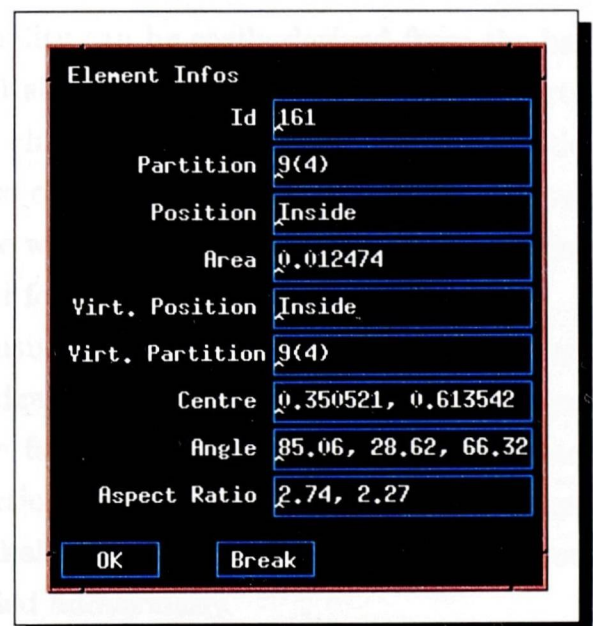 Element Infos
Id 161
Partition 9(4)
Position Inside
Area 0.012474
Virt. Position Inside
Virt. Partition 9(4)
Centre 0.350521, 0.613542
Angle 85.06, 28.62, 66.32
Aspect Ratio 2.74, 2.27
OK Break